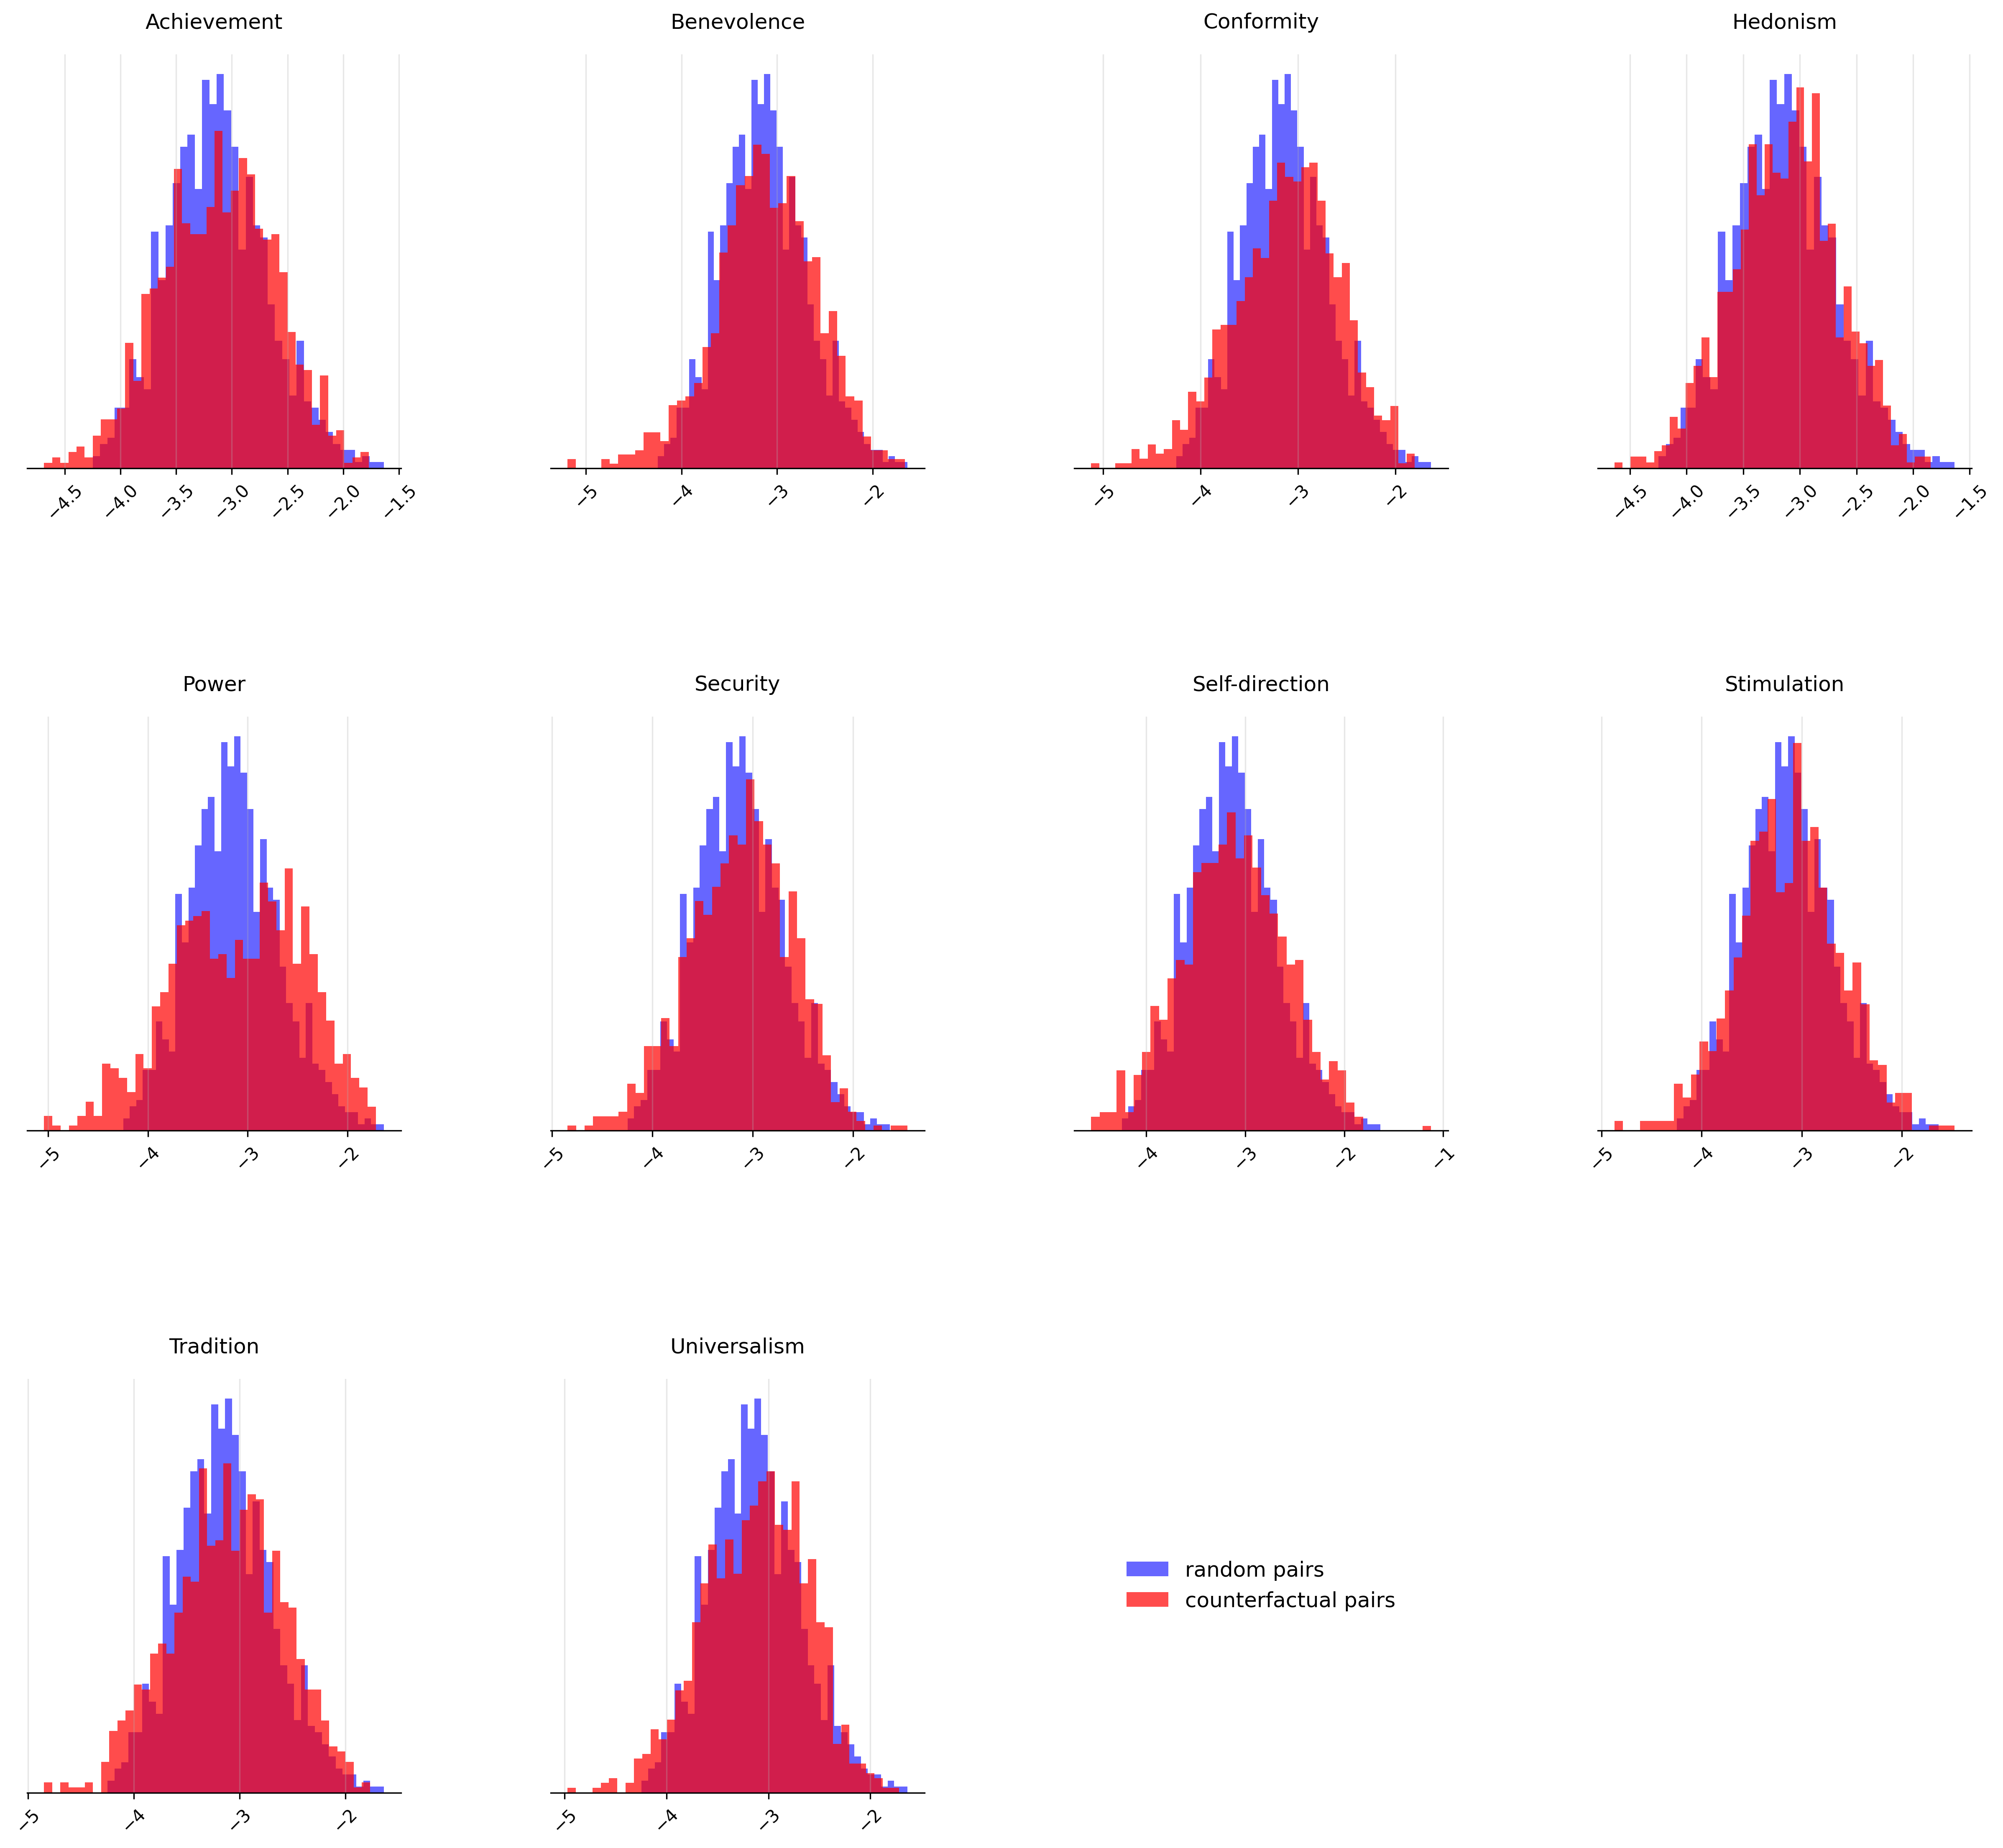 Achievement
Benevolence
Conformity
Hedonism
−4.5 −4.0 −3.5 −3.0 −2.5 −2.0 −1.5
−5 −4 −3 −2
−5 −4 −3 −2
−4.5 −4.0 −3.5 −3.0 −2.5 −2.0 −1.5
Power
Security
Self-direction
Stimulation
−5 −4 −3 −2
−5 −4 −3 −2
−4 −3 −2 −1
−5 −4 −3 −2
Tradition
Universalism
random pairs
counterfactual pairs
−5 −4 −3 −2
−5 −4 −3 −2